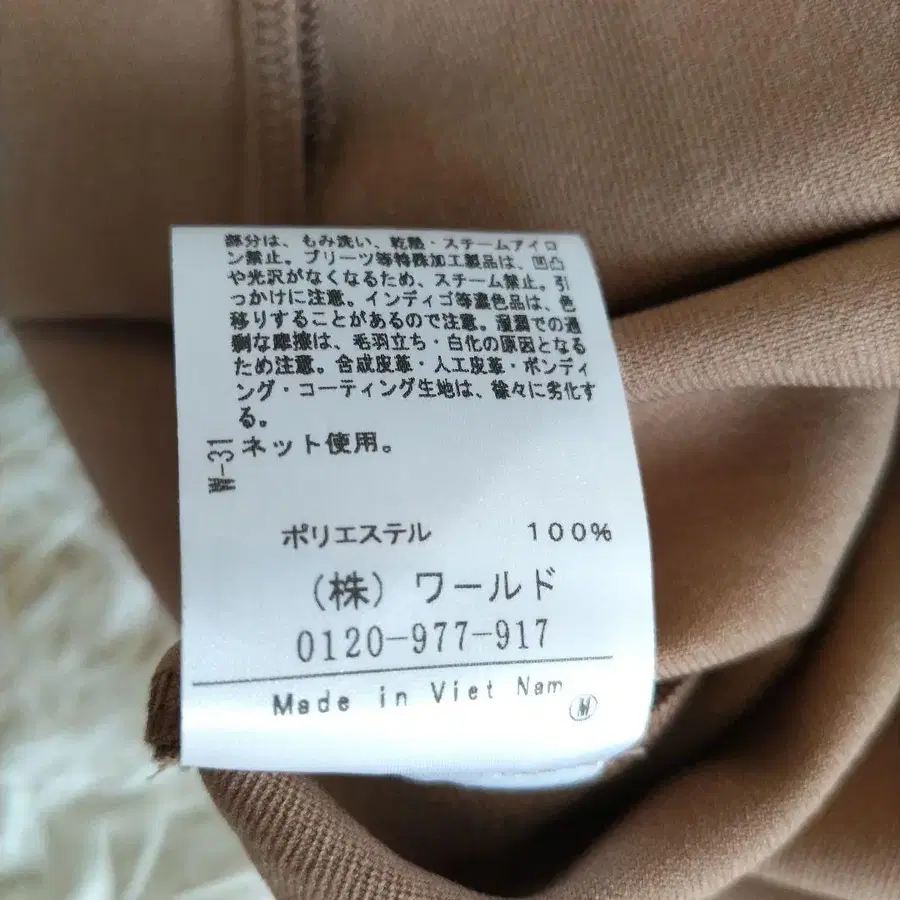 部分は、もみ洗い、乾熱・スチームアイロ
ン禁止。プリーツ等特殊加工製品は、凹凸
や光沢がなくなるため、スチーム禁止。引
っかけに注意。インディゴ等濃色品は、色
移りすることがあるので注意。湿潤での過
剰な摩擦は、毛羽立ち・白化の原因となる
ため注意。合成皮革・人工皮革・ボンディ
ング・コーティング生地は、徐々に劣化す
る。
W-31
ネット使用。
ポリエステル 100%
(株) ワールド
0120-977-917
Made in Viet Nam
M